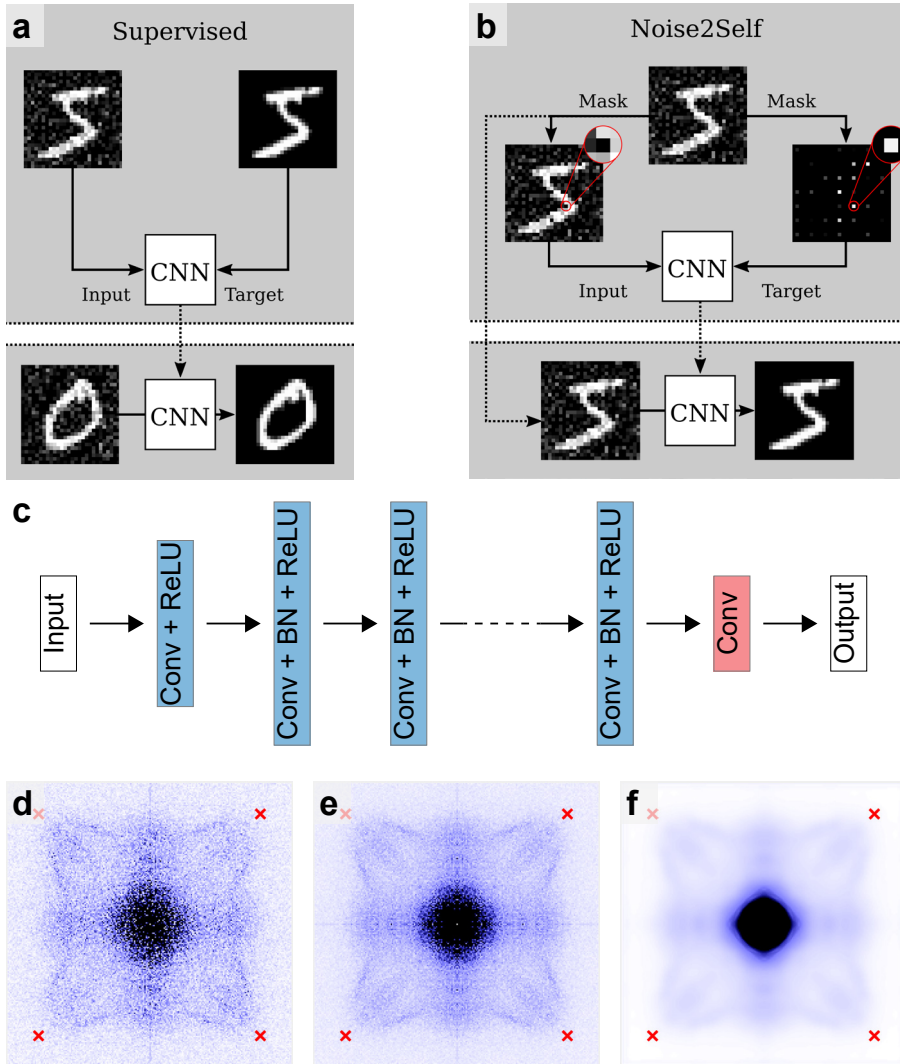 a
Supervised
CNN
Input
Target
CNN
b
Noise2Self
Mask
Mask
CNN
Input
Target
CNN
c
Input
Conv + ReLU
Conv + BN + ReLU
Conv + BN + ReLU
Conv + BN + ReLU
Conv
Output
d
e
f